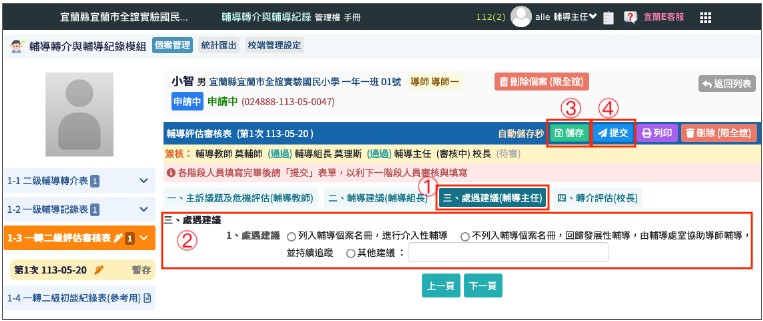 宜蘭縣宜蘭市全誼實驗國民... 輔導轉介與輔導紀錄 管理權 手冊 112(2) alle 輔導主任 宜蘭E客服
輔導轉介與輔導紀錄模組 個案管理 統計匯出 校端管理設定
小智 男 宜蘭縣宜蘭市全誼實驗國民小學 一年一班 01號 導師 導師一 刪除個案 (限全誼) 返回列表
申請中 申請中 (024888-113-05-0047)
③ ④
輔導評估審核表 (第1次 113-05-20 ) 自動儲存秒 儲存 提交 列印 刪除 (限全誼)
簽核： 輔導教師 莫輔師 (通過) 輔導組長 莫理斯 (通過) 輔導主任 (審核中) 校長 (待審)
各階段人員填寫完畢後請「提交」表單，以利下一階段人員審核與填寫
①
一、主訴議題及危機評估(輔導教師) 二、輔導建議(輔導組長) 三、處遇建議(輔導主任) 四、轉介評估(校長)
三、處遇建議
②
1、處遇建議 列入輔導個案名冊，進行介入性輔導 不列入輔導個案名冊，回歸發展性輔導，由輔導處室協助導師輔導，
並持續追蹤 其他建議：
上一頁 下一頁
1-1 二級輔導轉介表 1
1-2 一級輔導記錄表 1
1-3 一轉二級評估審核表 1
第1次 113-05-20 暫存
1-4 一轉二級初談紀錄表(參考用)